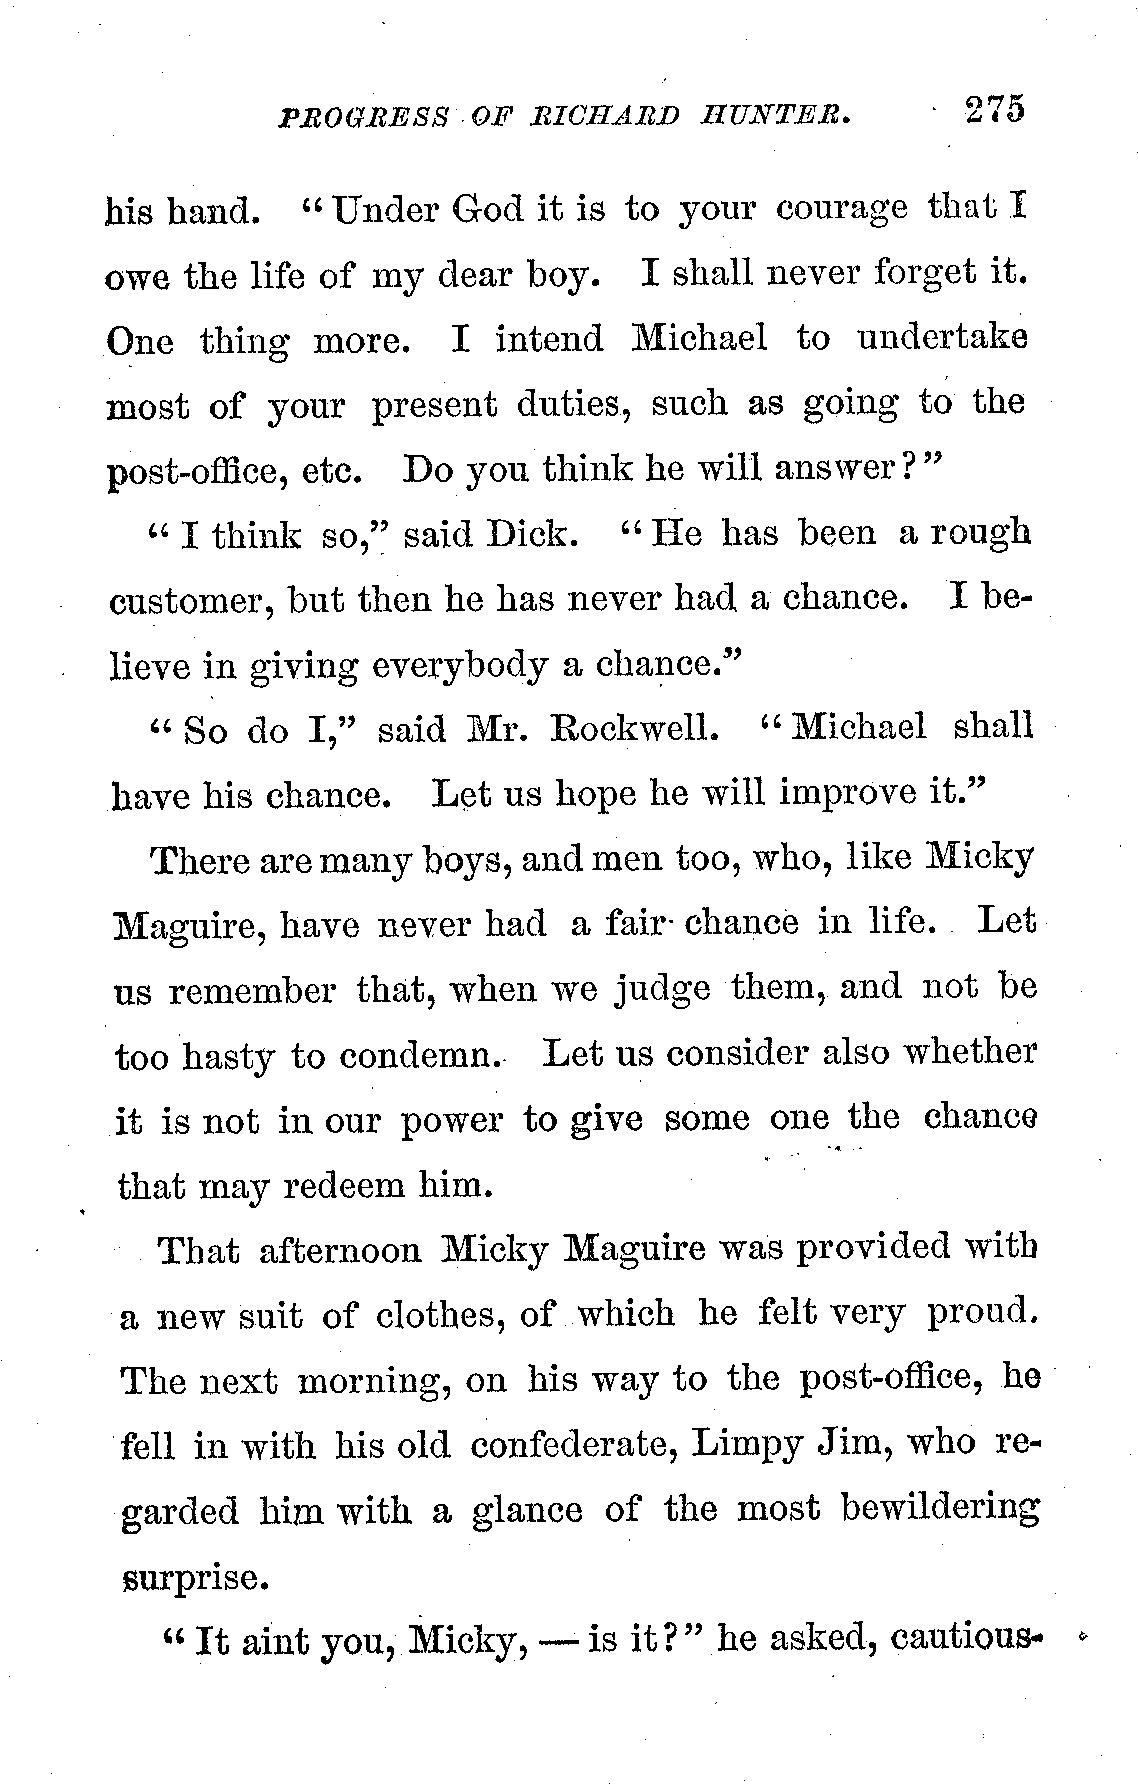 PROGRESS OF RICHARD HUNTER. 275
his hand. “Under God it is to your courage that I
owe the life of my dear boy. I shall never forget it.
One thing more. I intend Michael to undertake
most of your present duties, such as going to the
post-office, etc. Do you think he will answer?”
“I think so,” said Dick. “He has been a rough
customer, but then he has never had a chance. I be-
lieve in giving everybody a chance.”
“So do I,” said Mr. Rockwell. “Michael shall
have his chance. Let us hope he will improve it.”
There are many boys, and men too, who, like Micky
Maguire, have never had a fair chance in life. Let
us remember that, when we judge them, and not be
too hasty to condemn. Let us consider also whether
it is not in our power to give some one the chance
that may redeem him.
That afternoon Micky Maguire was provided with
a new suit of clothes, of which he felt very proud.
The next morning, on his way to the post-office, he
fell in with his old confederate, Limpy Jim, who re-
garded him with a glance of the most bewildering
surprise.
“It aint you, Micky, — is it?” he asked, cautious-